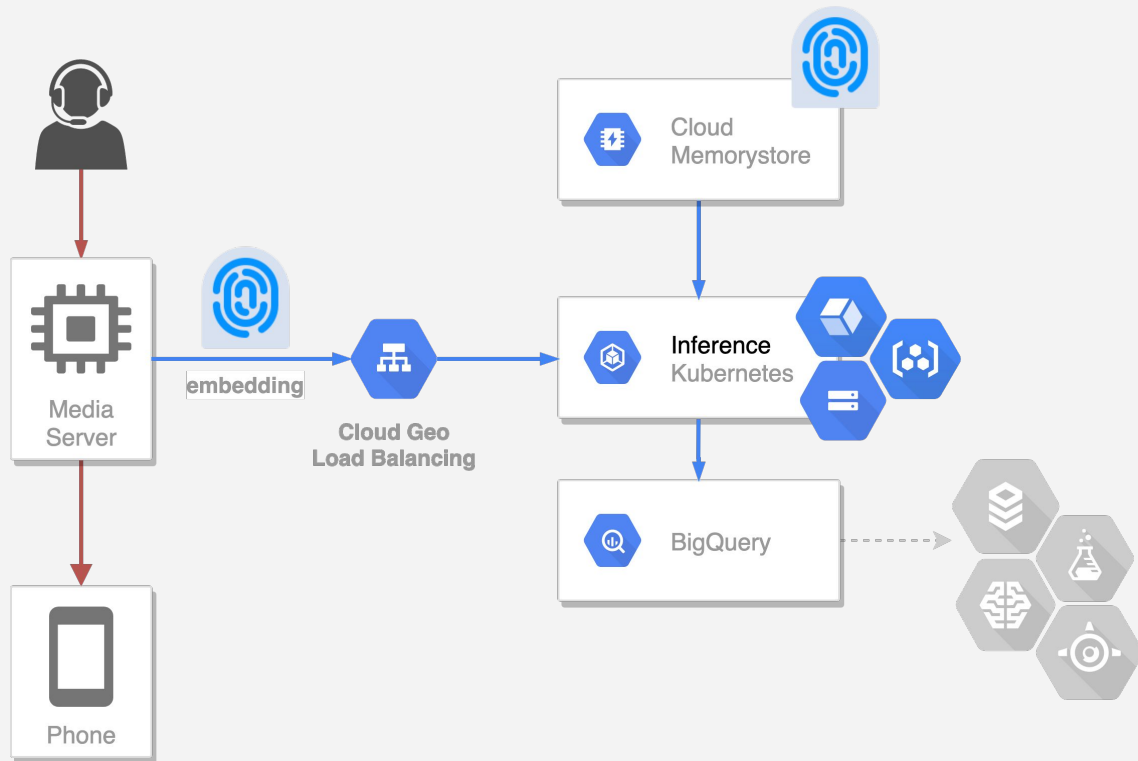 Cloud
Memorystore
embedding
Inference
Kubernetes
Media
Server
Cloud Geo
Load Balancing
BigQuery
Phone